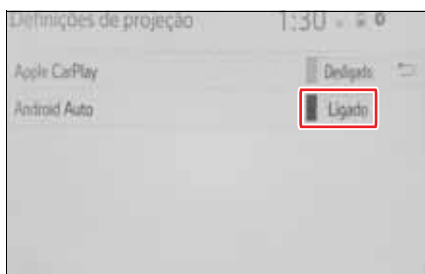 Definições de projeção 1:30
Apple CarPlay Desligado
Android Auto Ligado